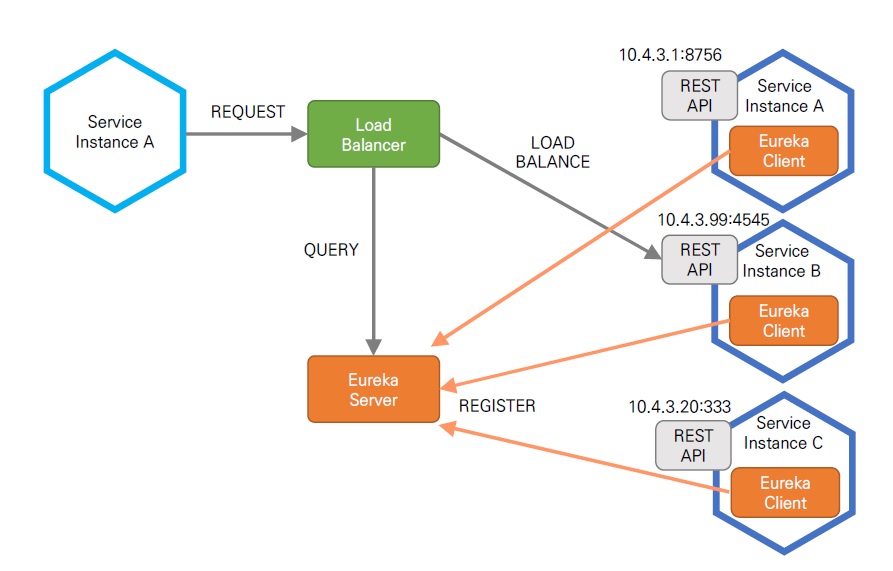 Service
Instance A
REQUEST
Load
Balancer
LOAD
BALANCE
QUERY
Eureka
Server
REGISTER
10.4.3.1:8756
REST
API
Service
Instance A
Eureka
Client
10.4.3.99:4545
REST
API
Service
Instance B
Eureka
Client
10.4.3.20:333
REST
API
Service
Instance C
Eureka
Client